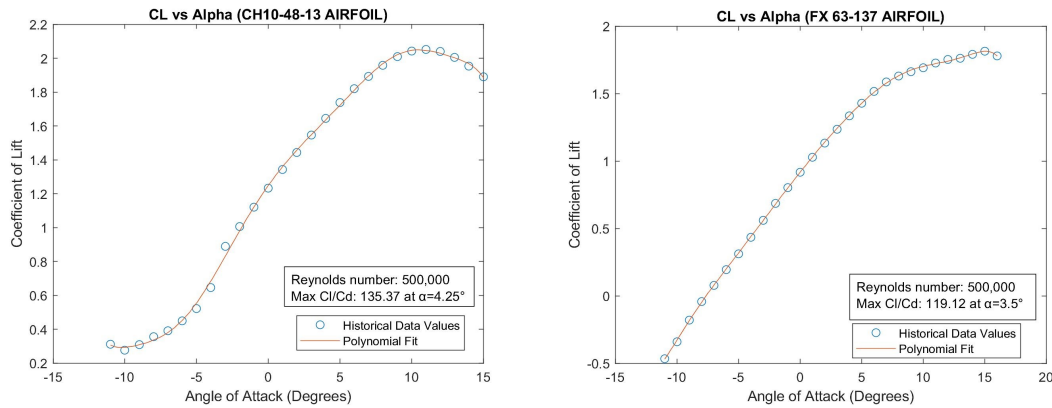 CL vs Alpha (CH10-48-13 AIRFOIL)
2.2
2
1.8
1.6
1.4
1.2
1
0.8
0.6
0.4
0.2
Coefficient of Lift
Reynolds number: 500,000
Max Cl/Cd: 135.37 at α=4.25°
Historical Data Values
Polynomial Fit
-15 -10 -5 0 5 10 15
Angle of Attack (Degrees)
CL vs Alpha (FX 63-137 AIRFOIL)
2
1.5
1
0.5
0
-0.5
Coefficient of Lift
Reynolds number: 500,000
Max Cl/Cd: 119.12 at α=3.5°
Historical Data Values
Polynomial Fit
-15 -10 -5 0 5 10 15 20
Angle of Attack (Degrees)